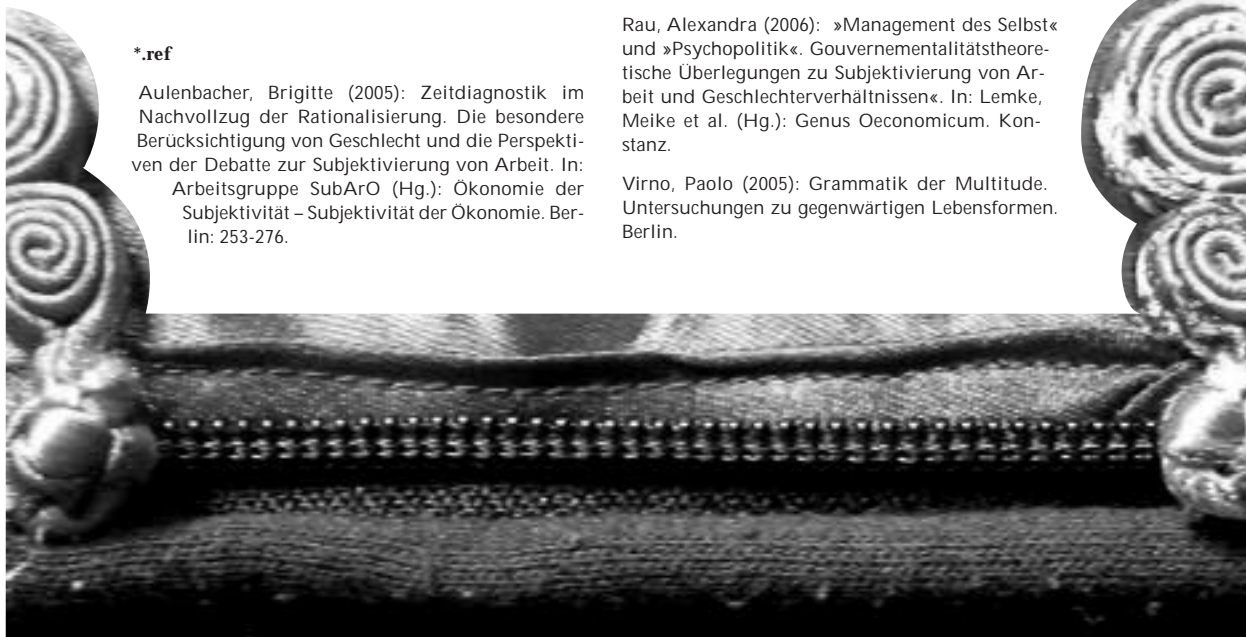 *.ref
Aulenbacher, Brigitte (2005): Zeitdiagnostik im
Nachvollzug der Rationalisierung. Die besondere
Berücksichtigung von Geschlecht und die Perspekti-
ven der Debatte zur Subjektivierung von Arbeit. In:
Arbeitsgruppe SubArO (Hg.): Ökonomie der
Subjektivität – Subjektivität der Ökonomie. Ber-
lin: 253-276.
Rau, Alexandra (2006): »Management des Selbst«
und »Psychopolitik«. Gouvernementalitätstheore-
tische Überlegungen zu Subjektivierung von Ar-
beit und Geschlechterverhältnissen«. In: Lemke,
Meike et al. (Hg.): Genus Oeconomicum. Kon-
stanz.
Virno, Paolo (2005): Grammatik der Multitude.
Untersuchungen zu gegenwärtigen Lebensformen.
Berlin.